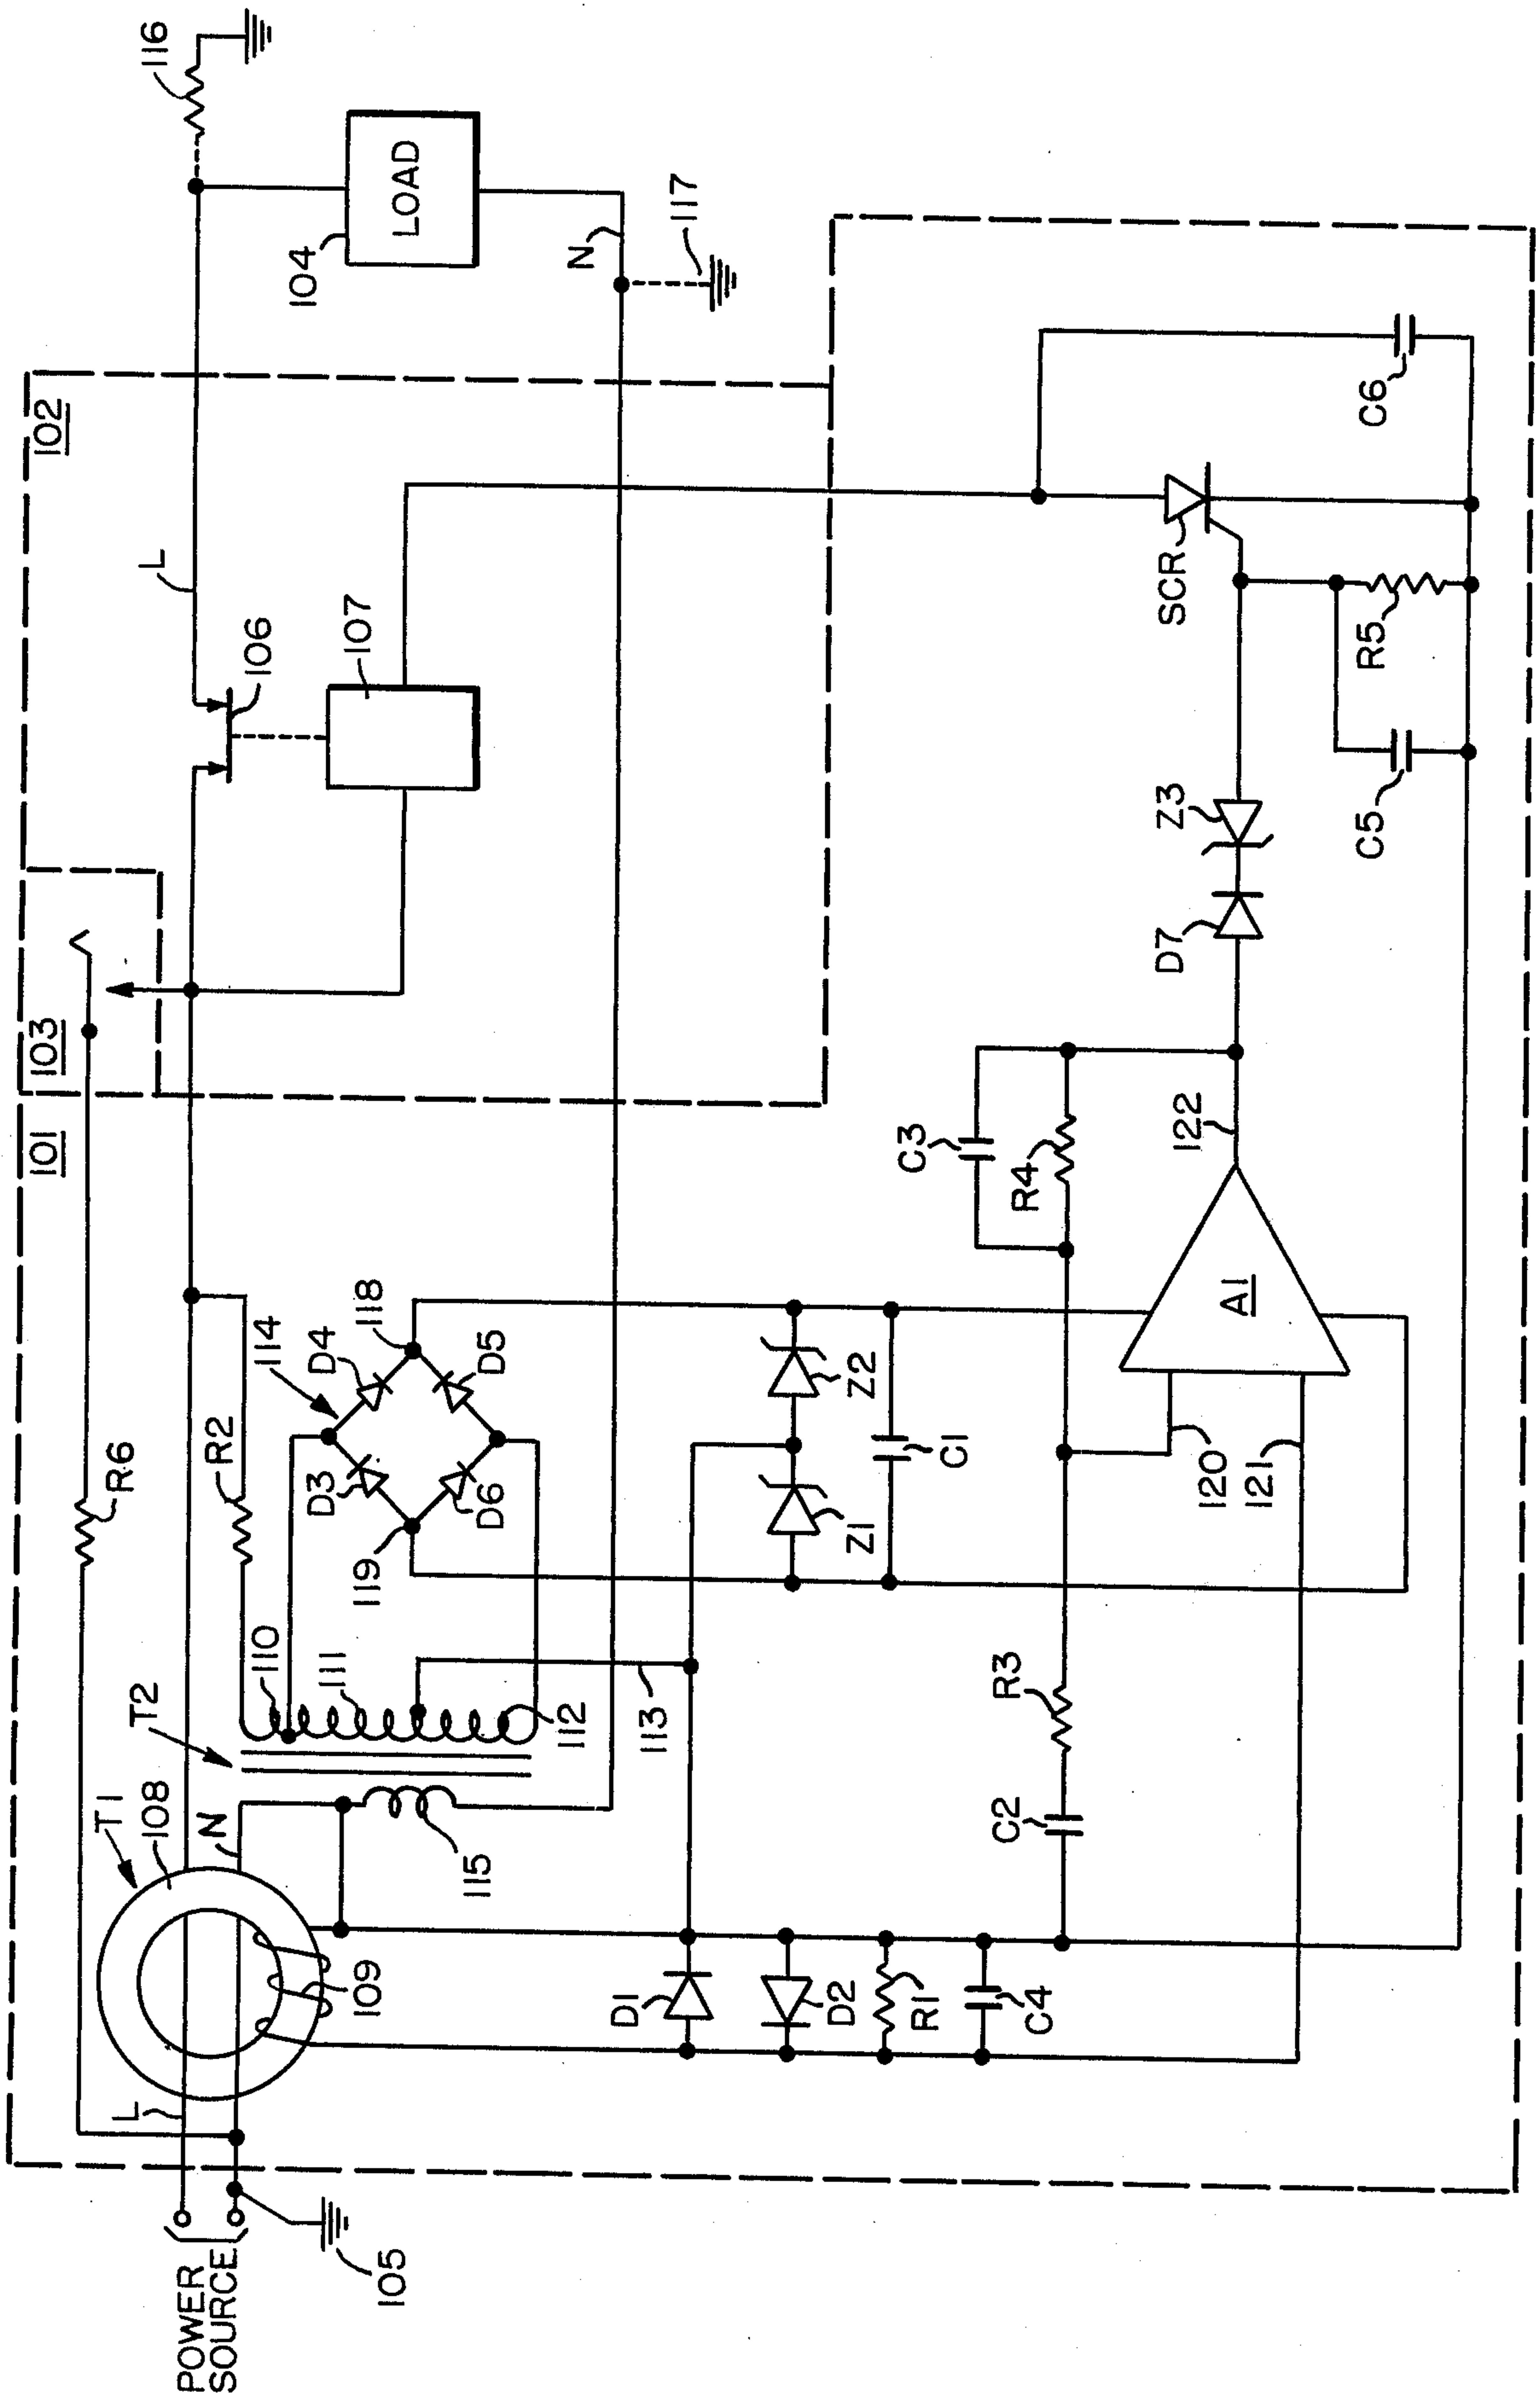 POWER
SOURCE
105
L
T1
108
N
109
115
T2
110
111
112
113
R6
R2
114
D4
118
D5
D3
D6
119
101
103
102
L
106
107
116
LOAD
104
N
117
Z2
Z1
C1
D1
D2
R1
C4
C2
R3
120
121
A1
122
C3
R4
D7
Z3
SCR
C5
R5
C6